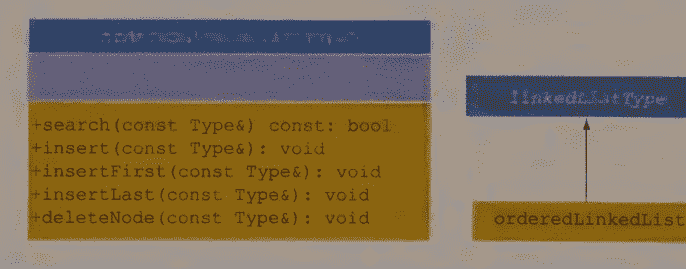 +search(const Type&) const: bool
+insert(const Type&): void
+insertFirst(const Type&): void
+insertLast(const Type&): void
+deleteNode(const Type&): void
linkedListType
orderedLinkedList